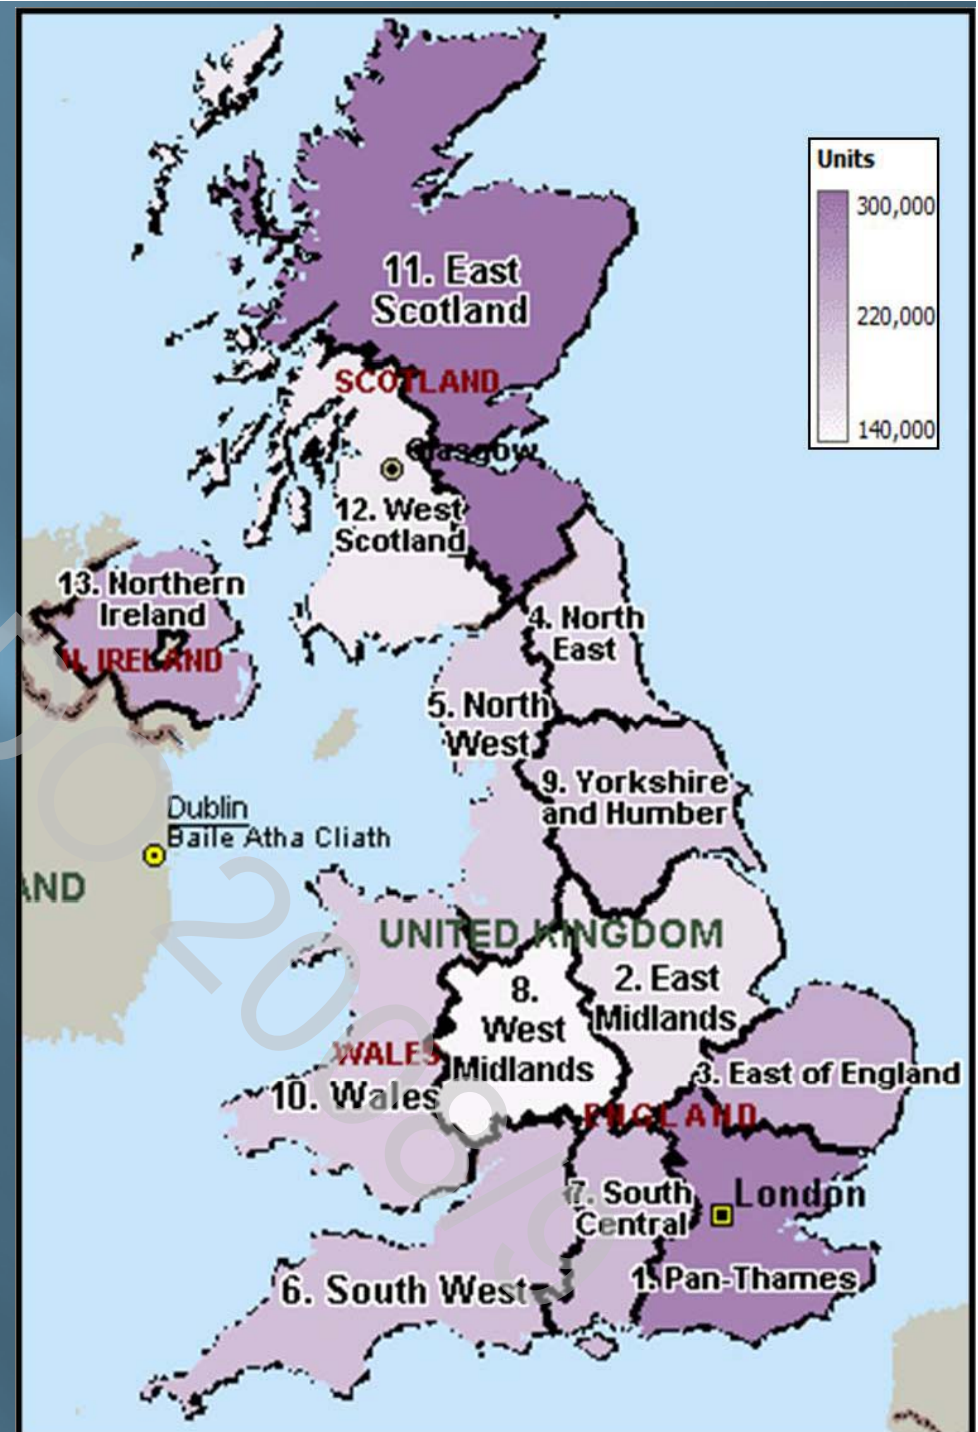 Units
300,000
220,000
140,000
11. East
Scotland
SCOTLAND
Glasgow
12. West
Scotland
13. Northern
Ireland
N. IRELAND
4. North
East
5. North
West
9. Yorkshire
and Humber
Dublin
Baile Atha Cliath
AND
UNITED KINGDOM
2. East
Midlands
8.
West
Midlands
WALES
10. Wales
3. East of England
ENGLAND
London
7. South
Central
1. Pan-Thames
6. South West